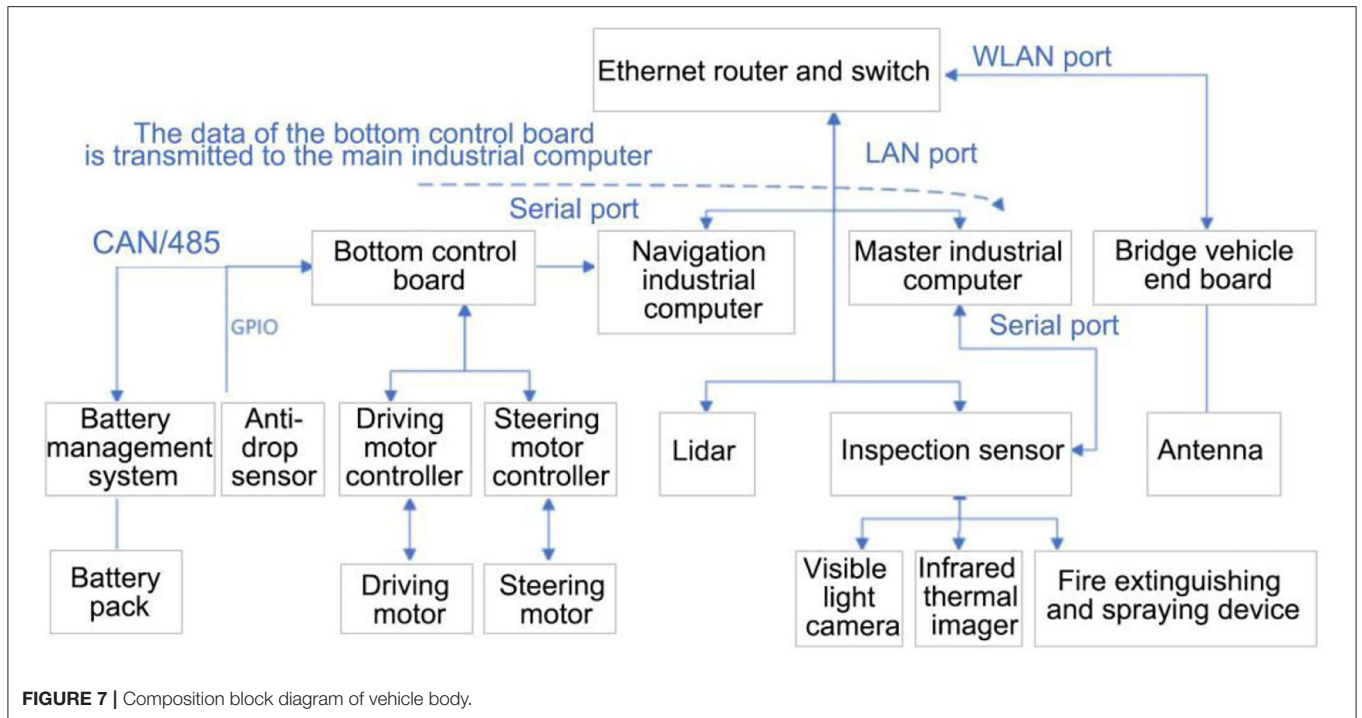 Ethernet router and switch
WLAN port
The data of the bottom control board
is transmitted to the main industrial computer
LAN port
Serial port
CAN/485
Bottom control
board
Navigation
industrial
computer
Master industrial
computer
Bridge vehicle
end board
GPIO
Serial port
Battery
management
system
Anti-
drop
sensor
Driving
motor
controller
Steering
motor
controller
Lidar
Inspection sensor
Antenna
Battery
pack
Driving
motor
Steering
motor
Visible
light
camera
Infrared
thermal
imager
Fire extinguishing
and spraying device
FIGURE 7 | Composition block diagram of vehicle body.